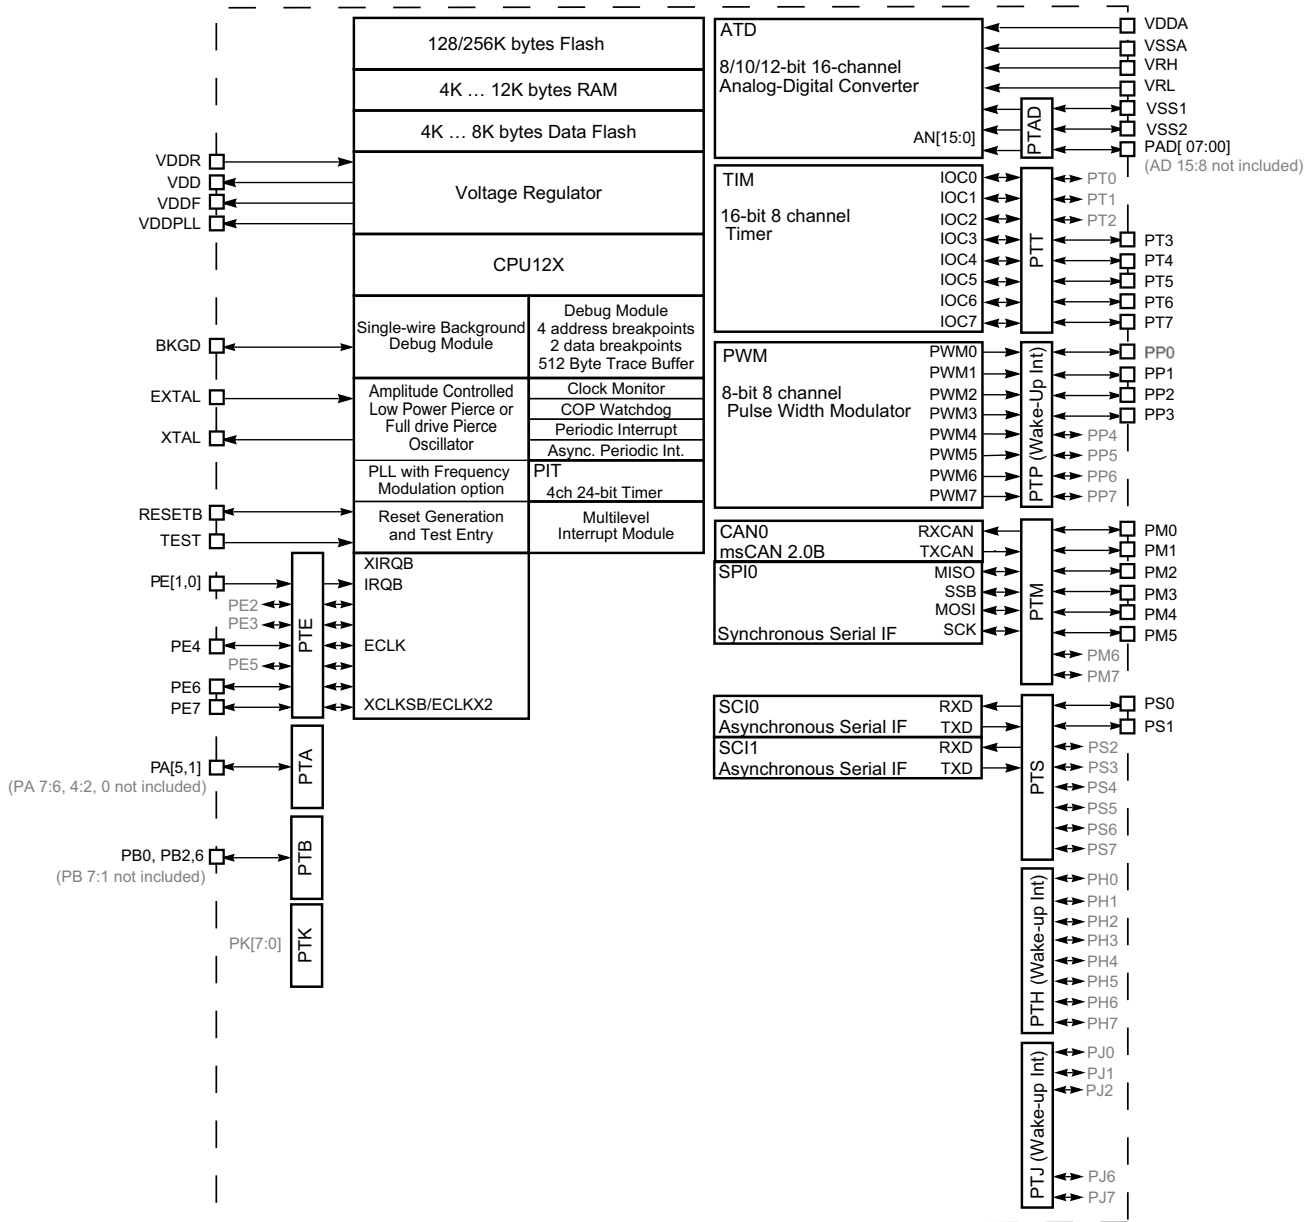 128/256K bytes Flash
4K … 12K bytes RAM
4K … 8K bytes Data Flash
VDDR
VDD
VDDF
VDDPLL
Voltage Regulator
CPU12X
BKGD
Single-wire Background
Debug Module
Debug Module
4 address breakpoints
2 data breakpoints
512 Byte Trace Buffer
EXTAL
XTAL
Amplitude Controlled
Low Power Pierce or
Full drive Pierce
Oscillator
Clock Monitor
COP Watchdog
Periodic Interrupt
Async. Periodic Int.
PLL with Frequency
Modulation option
PIT
4ch 24-bit Timer
RESETB
TEST
Reset Generation
and Test Entry
Multilevel
Interrupt Module
PE[1,0]
PE2
PE3
PE4
PE5
PE6
PE7
PTE
XIRQB
IRQB
ECLK
XCLKSB/ECLKX2
PA[5,1]
(PA 7:6, 4:2, 0 not included)
PTA
PB0, PB2,6
(PB 7:1 not included)
PTB
PK[7:0]
PTK
ATD
8/10/12-bit 16-channel
Analog-Digital Converter
AN[15:0]
PTAD
VDDA
VSSA
VRH
VRL
VSS1
VSS2
PAD[ 07:00]
(AD 15:8 not included)
TIM
16-bit 8 channel
Timer
IOC0
IOC1
IOC2
IOC3
IOC4
IOC5
IOC6
IOC7
PTT
PT0
PT1
PT2
PT3
PT4
PT5
PT6
PT7
PWM
8-bit 8 channel
Pulse Width Modulator
PWM0
PWM1
PWM2
PWM3
PWM4
PWM5
PWM6
PWM7
PTP (Wake-Up Int)
PP0
PP1
PP2
PP3
PP4
PP5
PP6
PP7
CAN0
msCAN 2.0B
RXCAN
TXCAN
SPI0
Synchronous Serial IF
MISO
SSB
MOSI
SCK
PTM
PM0
PM1
PM2
PM3
PM4
PM5
PM6
PM7
SCI0
Asynchronous Serial IF
RXD
TXD
SCI1
Asynchronous Serial IF
RXD
TXD
PTS
PS0
PS1
PS2
PS3
PS4
PS5
PS6
PS7
PTH (Wake-up Int)
PH0
PH1
PH2
PH3
PH4
PH5
PH6
PH7
PTJ (Wake-up Int)
PJ0
PJ1
PJ2
PJ6
PJ7